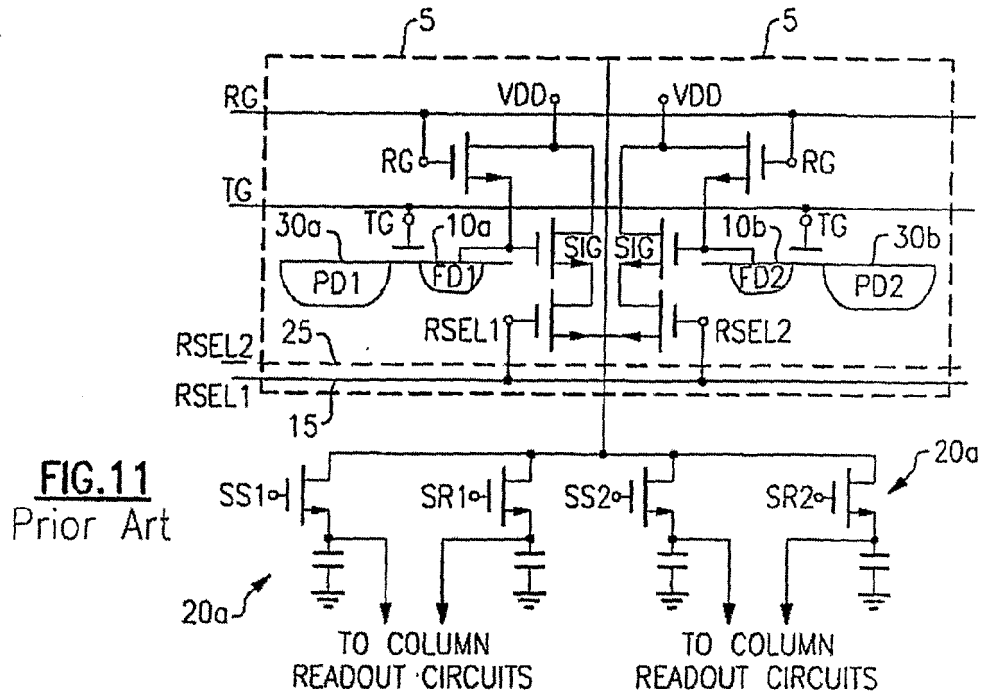 5 5
RG VDD VDD
RG RG
TG
TG TG
30a 10a SIG SIG 10b 30b
PD1 FD1 FD2 PD2
RSEL1 RSEL2
RSEL2 25
RSEL1
15
FIG.11
Prior Art
SS1 SR1 SS2 SR2 20a
20a
TO COLUMN TO COLUMN
READOUT CIRCUITS READOUT CIRCUITS